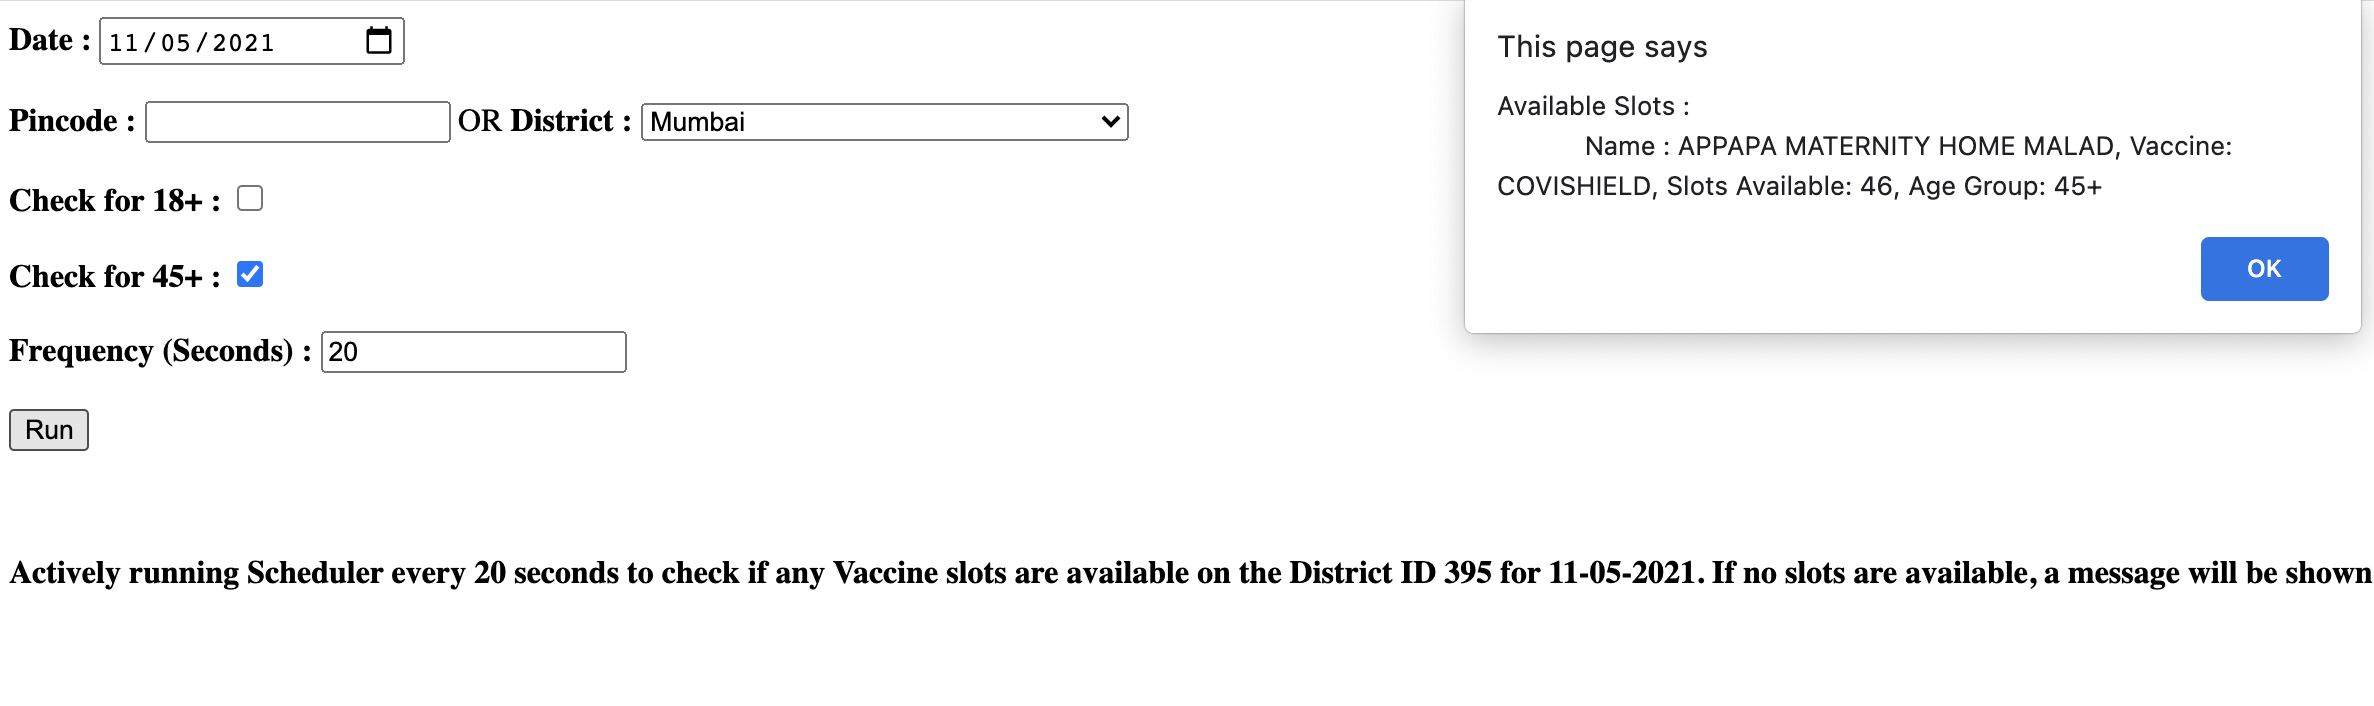 Date : 11/05/2021
Pincode : OR District : Mumbai
Check for 18+ :
Check for 45+ :
Frequency (Seconds) : 20
Run
Actively running Scheduler every 20 seconds to check if any Vaccine slots are available on the District ID 395 for 11-05-2021. If no slots are available, a message will be shown
This page says
Available Slots :
Name : APPAPA MATERNITY HOME MALAD, Vaccine:
COVISHIELD, Slots Available: 46, Age Group: 45+
OK